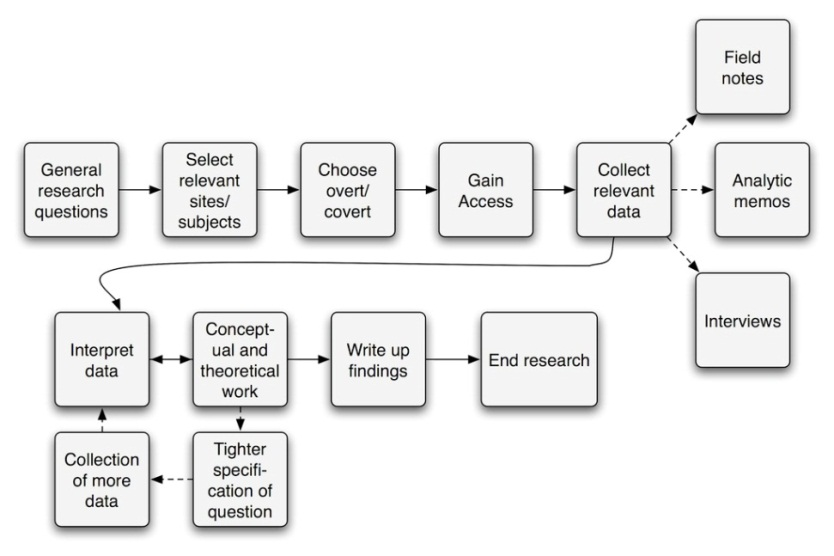 Field
notes
General
research
questions
Select
relevant
sites/
subjects
Choose
overt/
covert
Gain
Access
Collect
relevant
data
Analytic
memos
Interviews
Interpret
data
Concept-
ual and
theoretical
work
Write up
findings
End research
Collection
of more
data
Tighter
specifi-
cation of
question